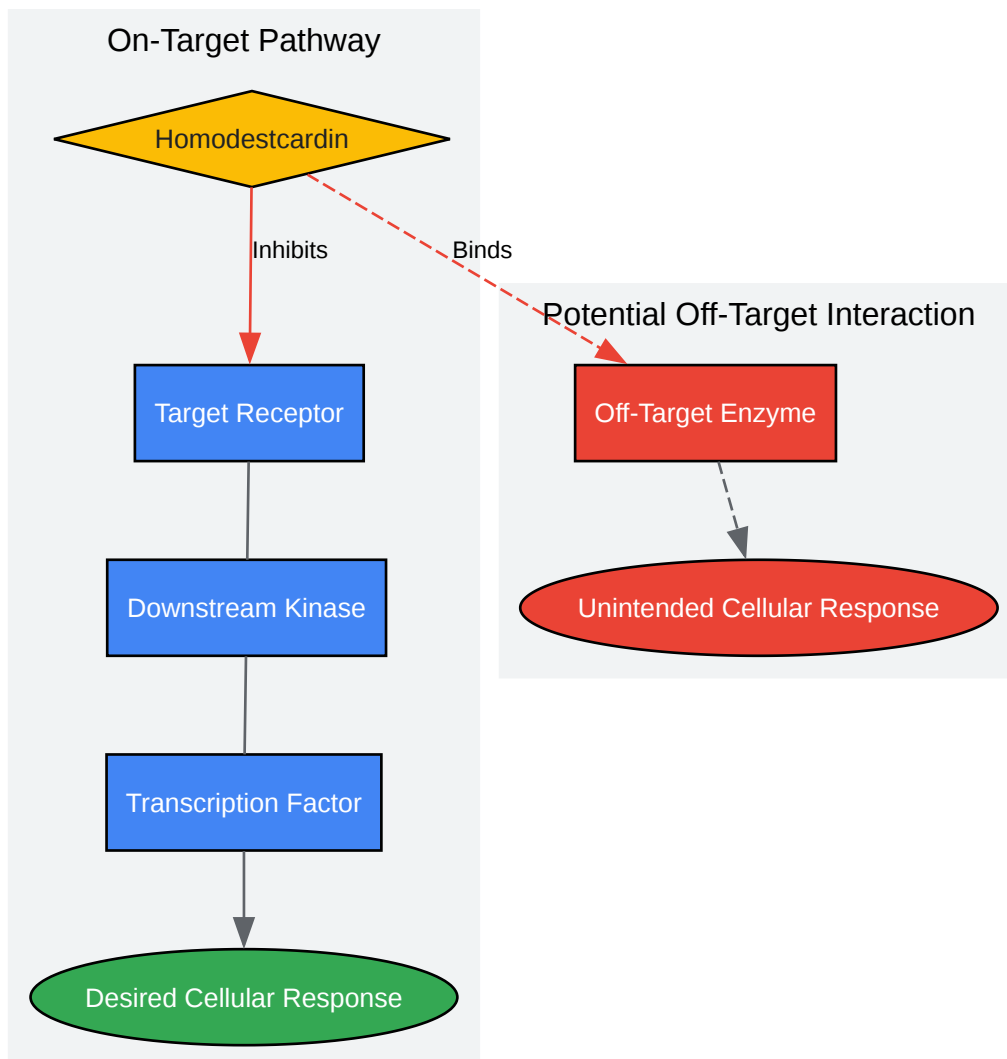 On-Target Pathway
Homodestcardin
Inhibits
Binds
Potential Off-Target Interaction
Target Receptor
Off-Target Enzyme
Downstream Kinase
Unintended Cellular Response
Transcription Factor
Desired Cellular Response